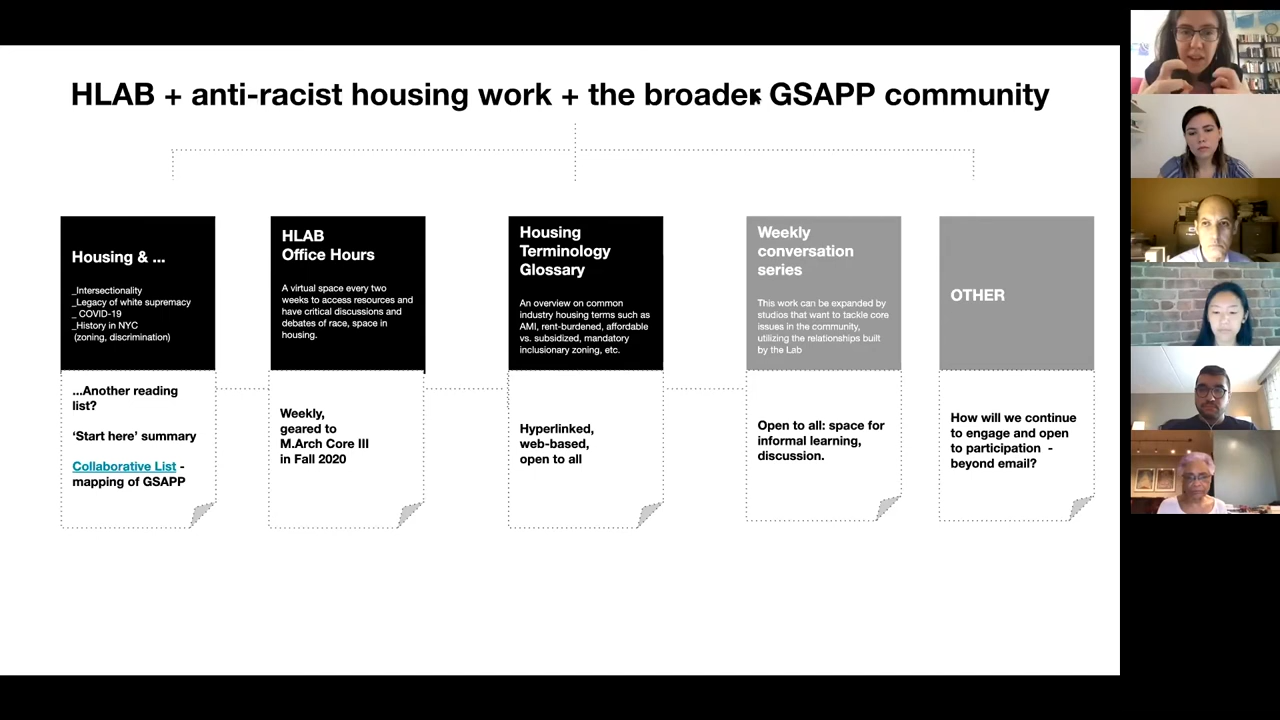 HLAB + anti-racist housing work + the broader GSAPP community
Housing & ...
_Intersectionality
_Legacy of white supremacy
_ COVID-19
_History in NYC
(zoning, discrimination)
...Another reading
list?
‘Start here’ summary
Collaborative List -
mapping of GSAPP
HLAB
Office Hours
A virtual space every two
weeks to access resources and
have critical discussions and
debates of race, space in
housing.
Weekly,
geared to
M.Arch Core III
in Fall 2020
Housing
Terminology
Glossary
An overview on common
industry housing terms such as
AMI, rent-burdened, affordable
vs. subsidized, mandatory
inclusionary zoning, etc.
Hyperlinked,
web-based,
open to all
Weekly
conversation
series
This work can be expanded by
studios that want to tackle core
issues in the community,
utilizing the relationships built
by the Lab
Open to all: space for
informal learning,
discussion.
OTHER
How will we continue
to engage and open
to participation -
beyond email?